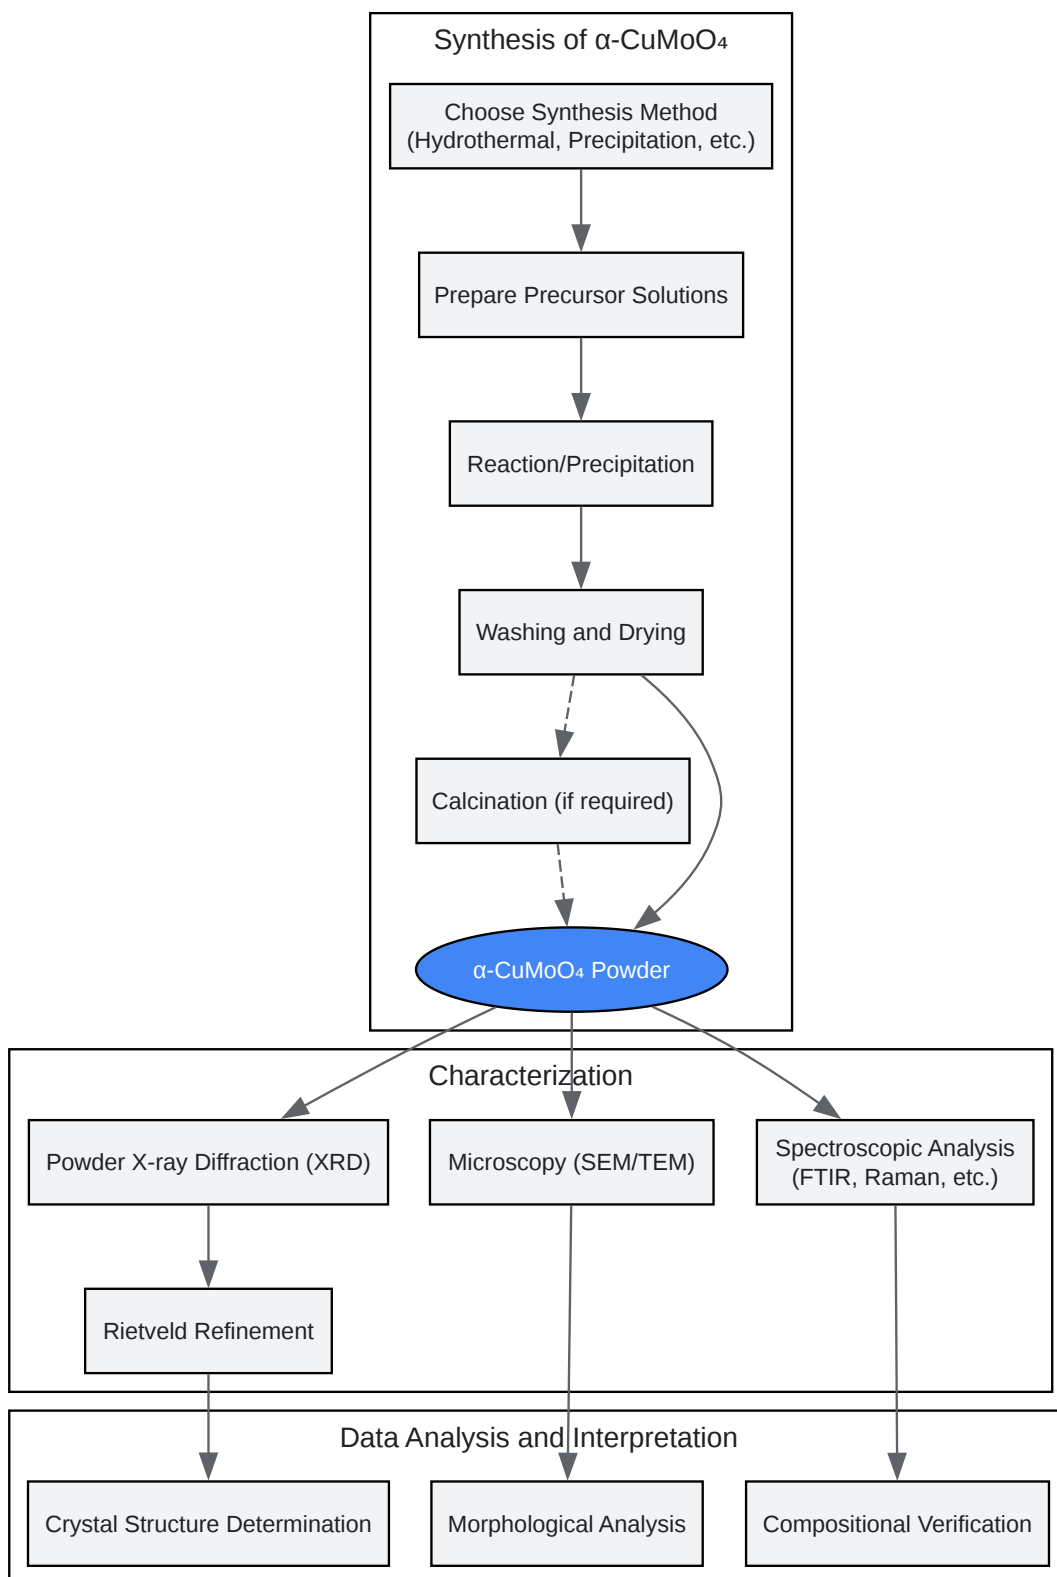 Synthesis of α-CuMoO₄
Choose Synthesis Method
(Hydrothermal, Precipitation, etc.)
Prepare Precursor Solutions
Reaction/Precipitation
Washing and Drying
Calcination (if required)
α-CuMoO₄ Powder
Characterization
Powder X-ray Diffraction (XRD)
Microscopy (SEM/TEM)
Spectroscopic Analysis
(FTIR, Raman, etc.)
Rietveld Refinement
Data Analysis and Interpretation
Crystal Structure Determination
Morphological Analysis
Compositional Verification